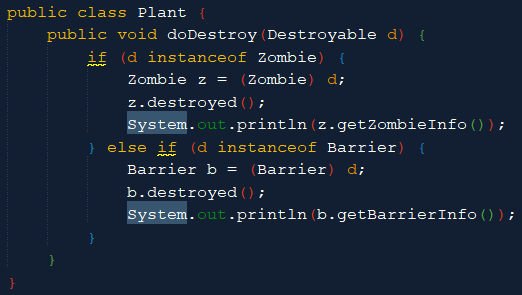 public class Plant {
    public void doDestroy(Destroyable d) {
        if (d instanceof Zombie) {
            Zombie z = (Zombie) d;
            z.destroyed();
            System.out.println(z.getZombieInfo());
        } else if (d instanceof Barrier) {
            Barrier b = (Barrier) d;
            b.destroyed();
            System.out.println(b.getBarrierInfo());
        }
    }
}